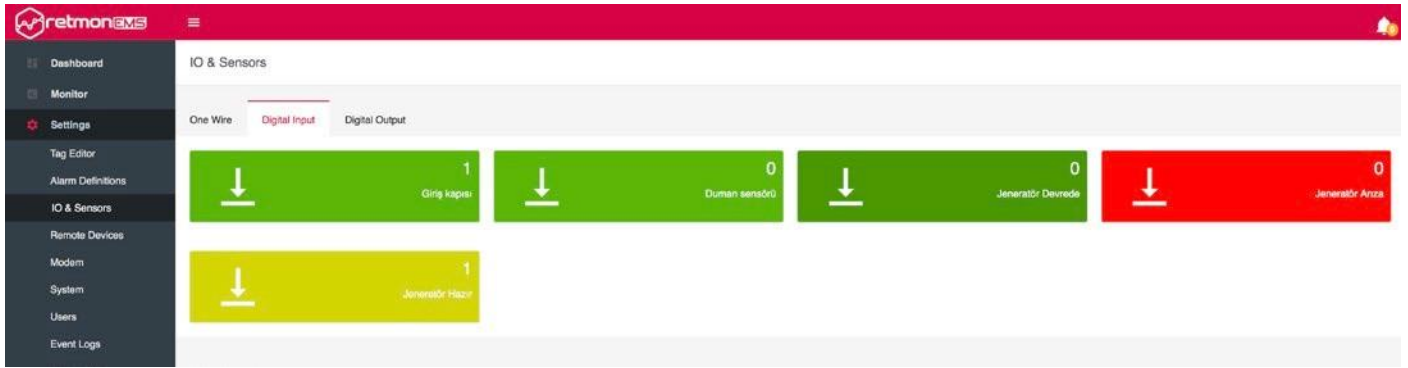 retmonEMS
Dashboard
Monitor
Settings
Tag Editor
Alarm Definitions
IO & Sensors
Remote Devices
Modem
System
Users
Event Logs
IO & Sensors
One Wire
Digital Input
Digital Output
1
Giriş kapısı
0
Duman sensörü
0
Jeneratör Devrede
0
Jeneratör Arıza
1
Jeneratör Hazır